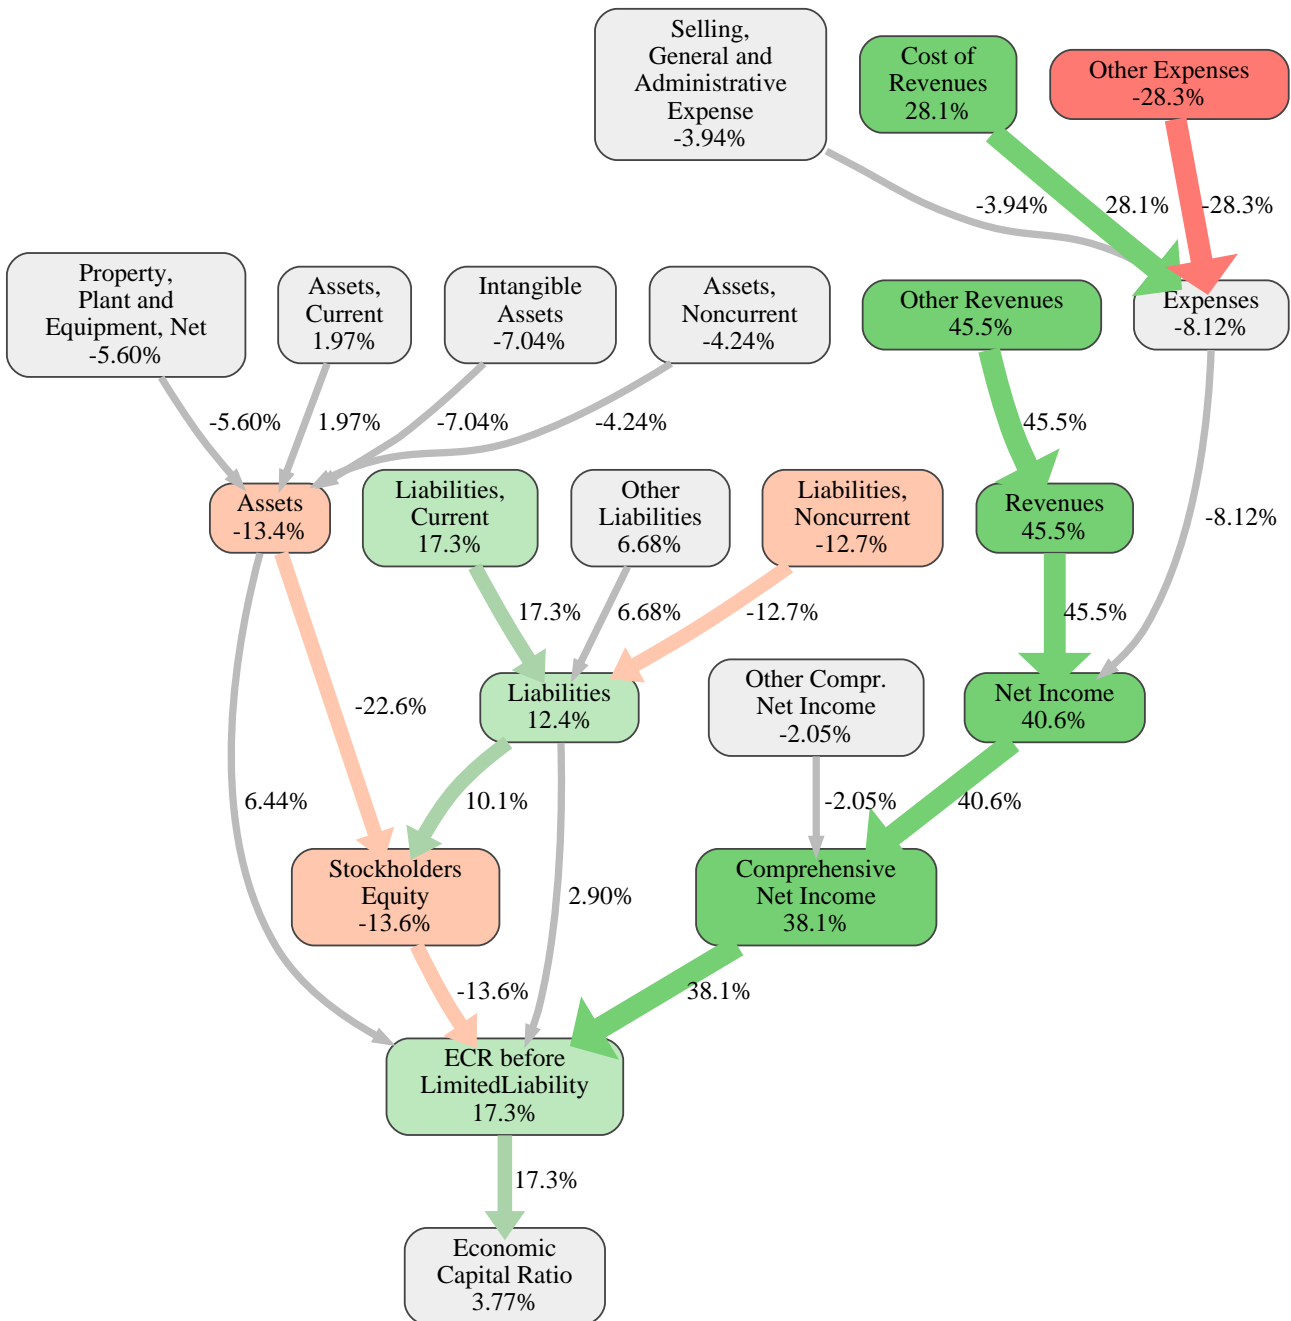 Selling,
General and
Administrative
Expense
-3.94%
Cost of
Revenues
28.1%
Other Expenses
-28.3%
-3.94%
28.1%
-28.3%
Property,
Plant and
Equipment, Net
-5.60%
Assets,
Current
1.97%
Intangible
Assets
-7.04%
Assets,
Noncurrent
-4.24%
Other Revenues
45.5%
Expenses
-8.12%
-5.60%
1.97%
-7.04%
-4.24%
45.5%
Assets
-13.4%
Liabilities,
Current
17.3%
Other
Liabilities
6.68%
Liabilities,
Noncurrent
-12.7%
Revenues
45.5%
-8.12%
17.3%
6.68%
-12.7%
45.5%
-22.6%
Liabilities
12.4%
Other Compr.
Net Income
-2.05%
Net Income
40.6%
6.44%
10.1%
-2.05%
40.6%
Stockholders
Equity
-13.6%
2.90%
Comprehensive
Net Income
38.1%
-13.6%
38.1%
ECR before
LimitedLiability
17.3%
17.3%
Economic
Capital Ratio
3.77%